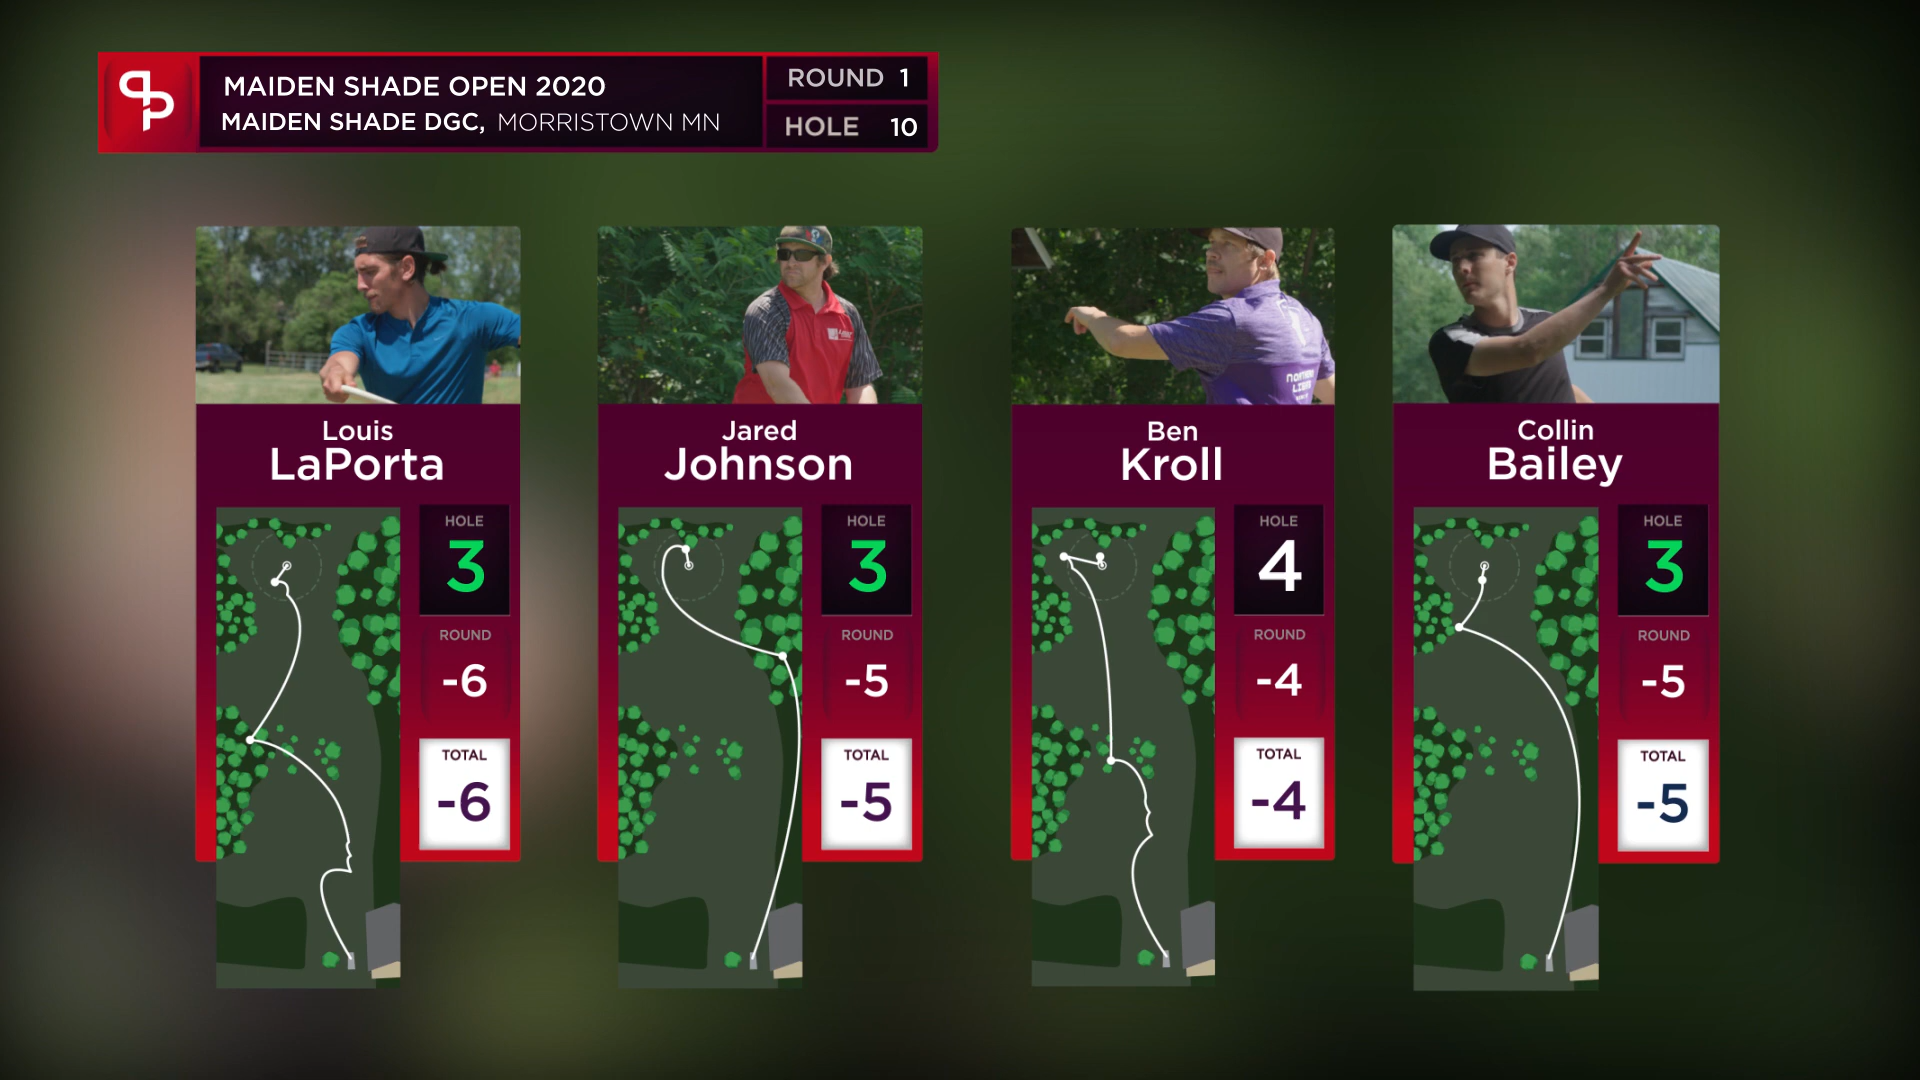 MAIDEN SHADE OPEN 2020
MAIDEN SHADE DGC, MORRISTOWN MN
ROUND 1
HOLE 10
Louis
LaPorta
HOLE
3
ROUND
-6
TOTAL
-6
Jared
Johnson
HOLE
3
ROUND
-5
TOTAL
-5
NORTHERN
LIGHTS
Ben
Kroll
HOLE
4
ROUND
-4
TOTAL
-4
Collin
Bailey
HOLE
3
ROUND
-5
TOTAL
-5